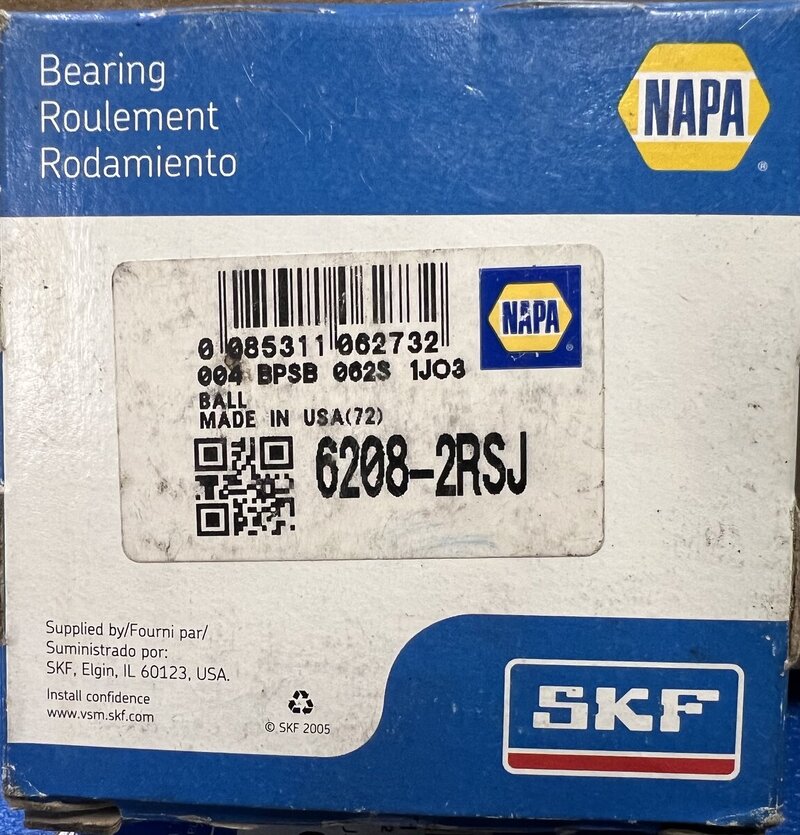 Bearing
Roulement
Rodamiento
NAPA
®
0 085311 062732
004 BPSB 062S 1J03
BALL
MADE IN USA(72)
NAPA
®
6208-2RSJ
Supplied by/Fourni par/
Suministrado por:
SKF, Elgin, IL 60123, USA.
Install confidence
www.vsm.skf.com
© SKF 2005
SKF